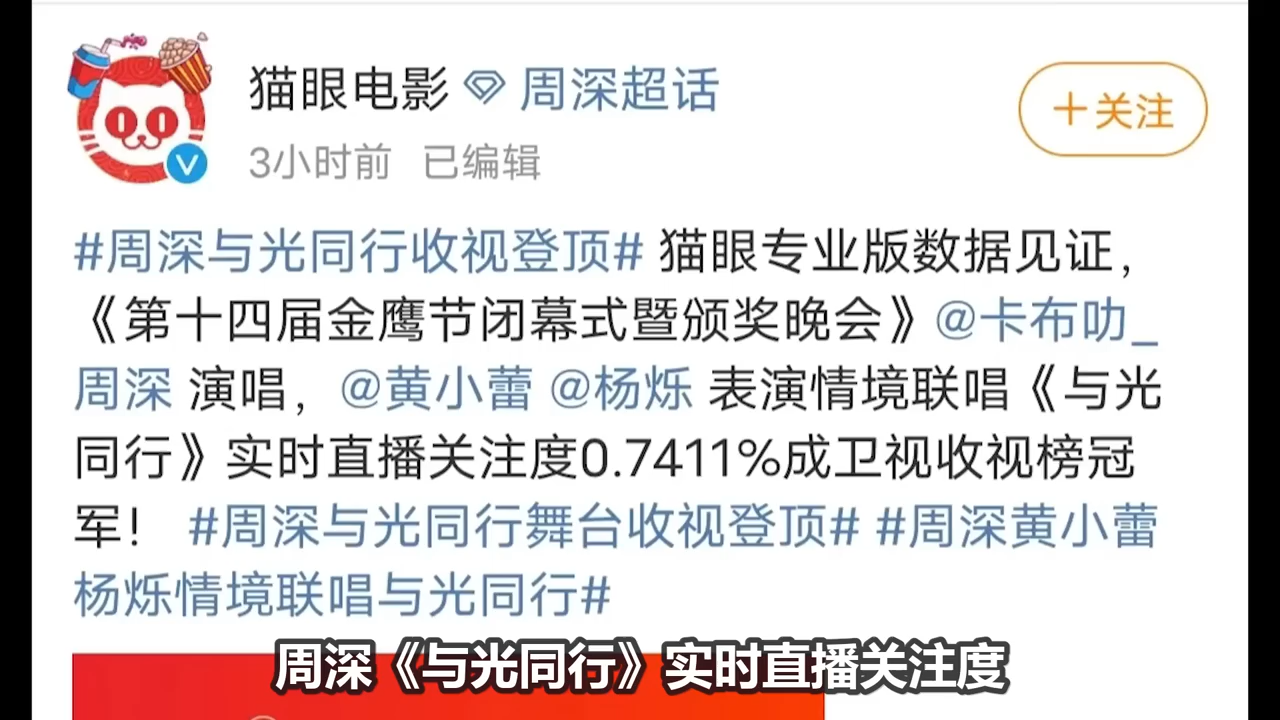 猫眼电影 周深超话
+关注
3小时前 已编辑
#周深与光同行收视登顶# 猫眼专业版数据见证，
《第十四届金鹰节闭幕式暨颁奖晚会》@卡布叻_
周深 演唱，@黄小蕾 @杨烁 表演情境联唱《与光
同行》实时直播关注度0.7411%成卫视收视榜冠
军！ #周深与光同行舞台收视登顶# #周深黄小蕾
杨烁情境联唱与光同行#
周深《与光同行》实时直播关注度